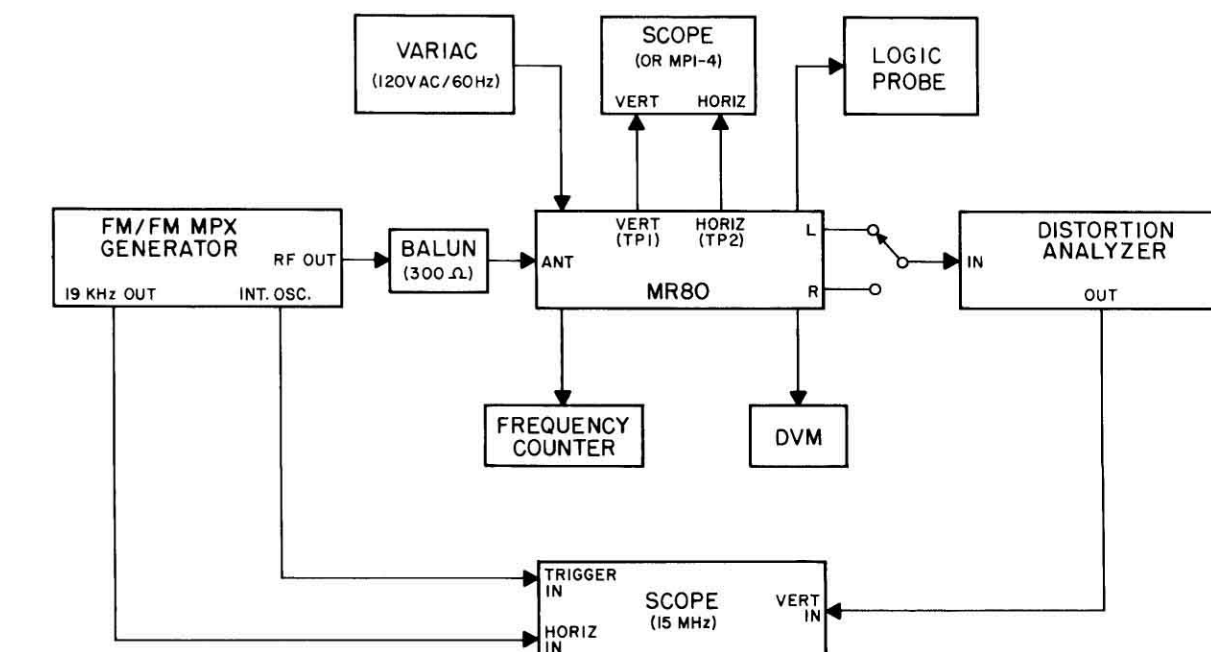 VARIAC
(120VAC/60Hz)
SCOPE
(OR MPI-4)
VERT HORIZ
LOGIC
PROBE
FM/FM MPX
GENERATOR
RF OUT
19 KHz OUT INT. OSC.
BALUN
(300 Ω)
VERT
(TP1)
HORIZ
(TP2)
L
ANT
MR80
R
DISTORTION
ANALYZER
IN
OUT
FREQUENCY
COUNTER
DVM
TRIGGER
IN
SCOPE
(15 MHz)
VERT
IN
HORIZ
IN